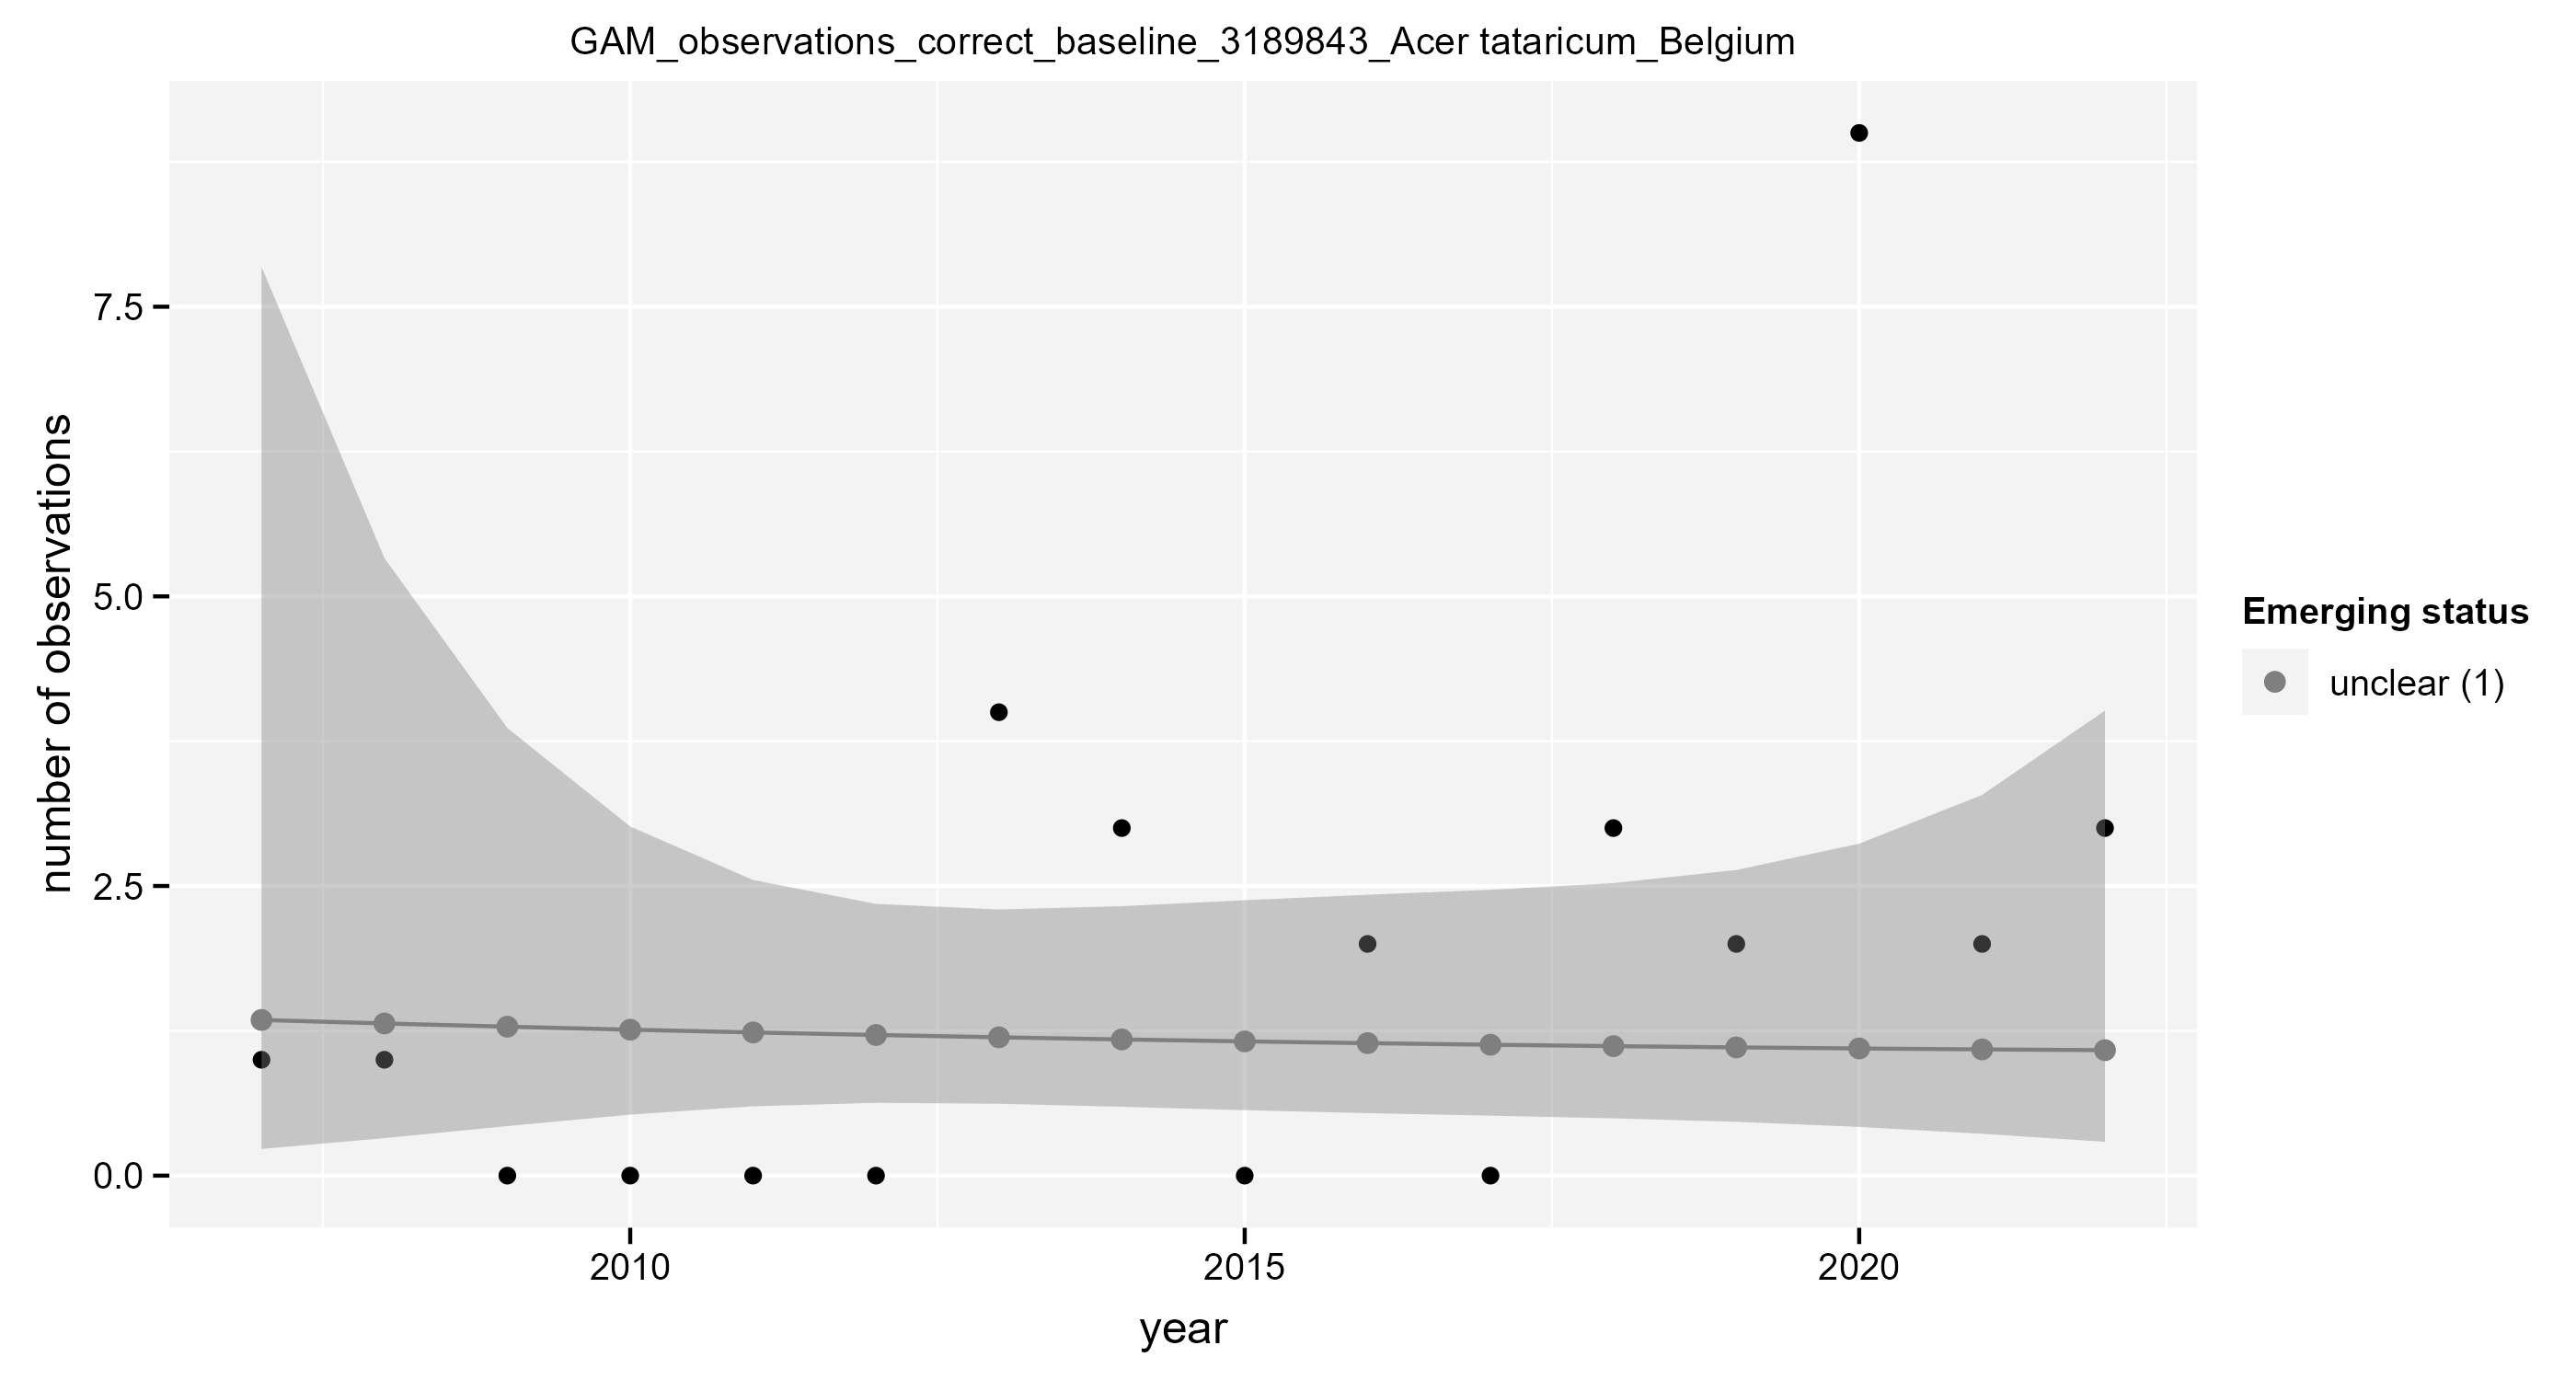 GAM_observations_correct_baseline_3189843_Acer tataricum_Belgium
number of observations
7.5
5.0
2.5
0.0
2010
2015
2020
year
Emerging status
unclear (1)